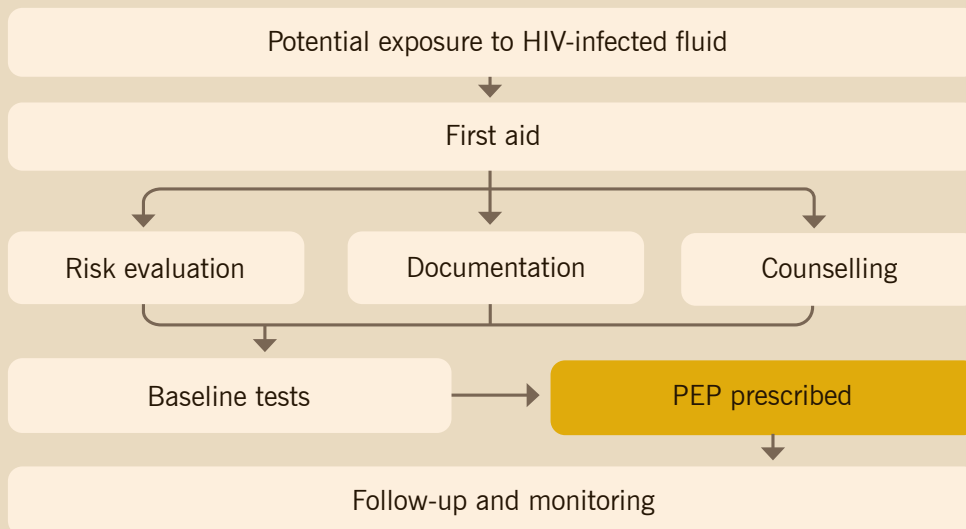 Potential exposure to HIV-infected fluid
First aid
Risk evaluation
Documentation
Counselling
Baseline tests
PEP prescribed
Follow-up and monitoring